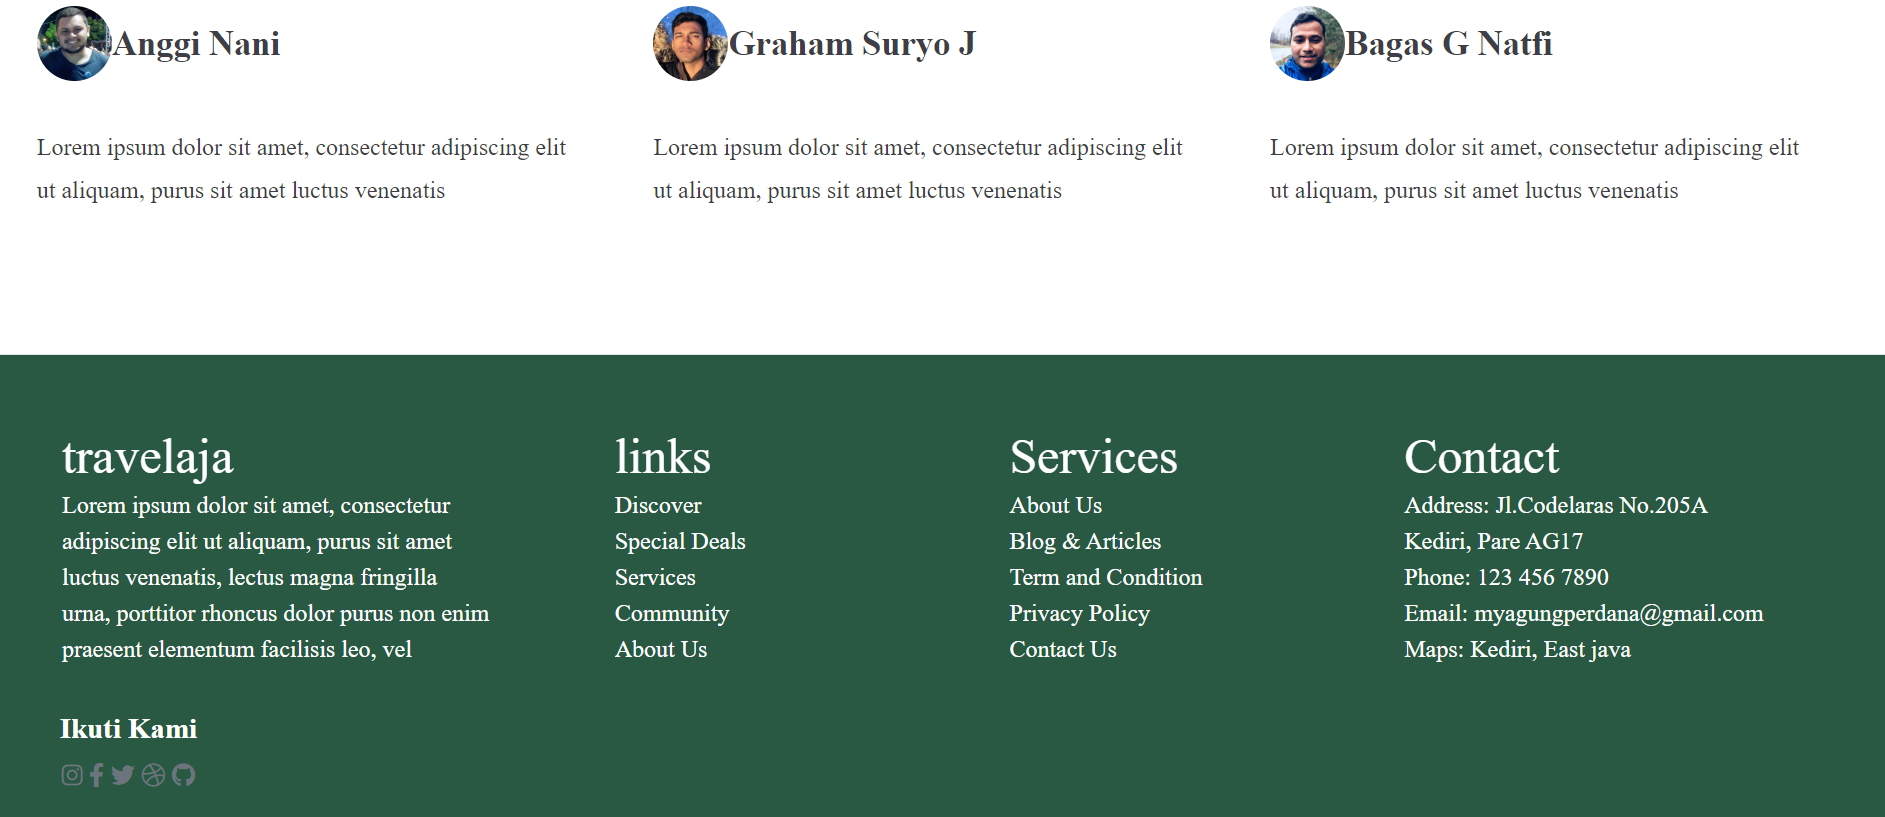 Anggi Nani
Lorem ipsum dolor sit amet, consectetur adipiscing elit
ut aliquam, purus sit amet luctus venenatis
Graham Suryo J
Lorem ipsum dolor sit amet, consectetur adipiscing elit
ut aliquam, purus sit amet luctus venenatis
Bagas G Natfi
Lorem ipsum dolor sit amet, consectetur adipiscing elit
ut aliquam, purus sit amet luctus venenatis
travelaja
Lorem ipsum dolor sit amet, consectetur
adipiscing elit ut aliquam, purus sit amet
luctus venenatis, lectus magna fringilla
urna, porttitor rhoncus dolor purus non enim
praesent elementum facilisis leo, vel
Ikuti Kami
links
Discover
Special Deals
Services
Community
About Us
Services
About Us
Blog & Articles
Term and Condition
Privacy Policy
Contact Us
Contact
Address: Jl.Codelaras No.205A
Kediri, Pare AG17
Phone: 123 456 7890
Email: myagungperdana@gmail.com
Maps: Kediri, East java